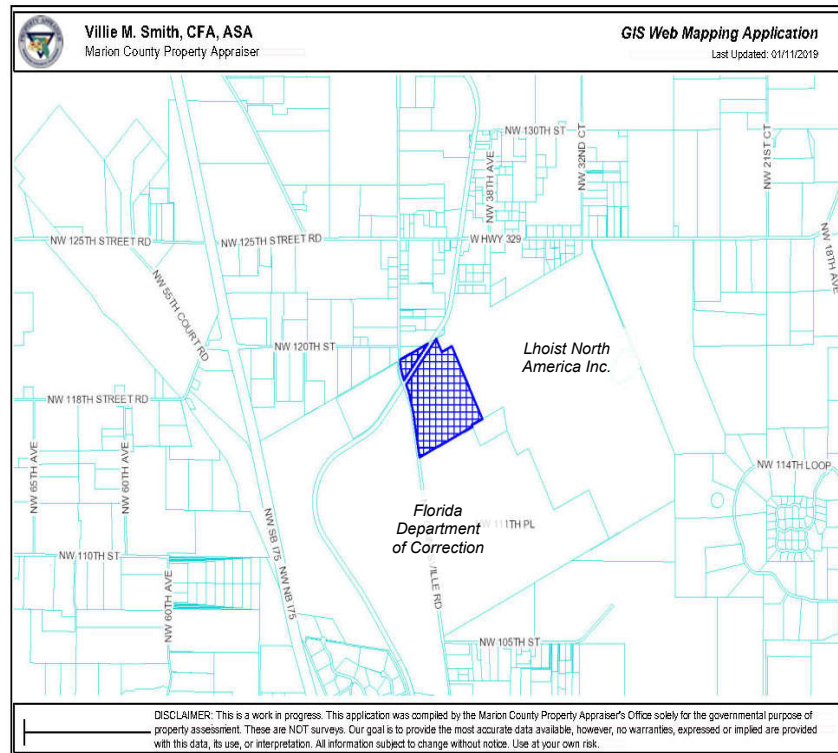 Villie M. Smith, CFA, ASA
Marion County Property Appraiser
GIS Web Mapping Application
Last Updated: 01/11/2019
NW 130TH ST
NW 38TH AVE
NW 32ND CT
NW 21ST CT
NW 125TH STREET RD
NW 125TH STREET RD
W HWY 329
NW 18TH AVE
NW 55TH COURT RD
NW 120TH ST
Lhoist North
America Inc.
NW 118TH STREET RD
NW 65TH AVE
NW 60TH AVE
NW 114TH LOOP
Florida
Department
of Correction
111TH PL
VILLE RD
NW 110TH ST
NW SB I75
NW NB I75
NW 60TH AVE
NW 105TH ST
DISCLAIMER: This is a work in progress. This application was compiled by the Marion County Property Appraiser's Office solely for the governmental purpose of
property assessment. These are NOT surveys. Our goal is to provide the most accurate data available, however, no warranties, expressed or implied are provided
with this data, its use, or interpretation. All information subject to change without notice. Use at your own risk.